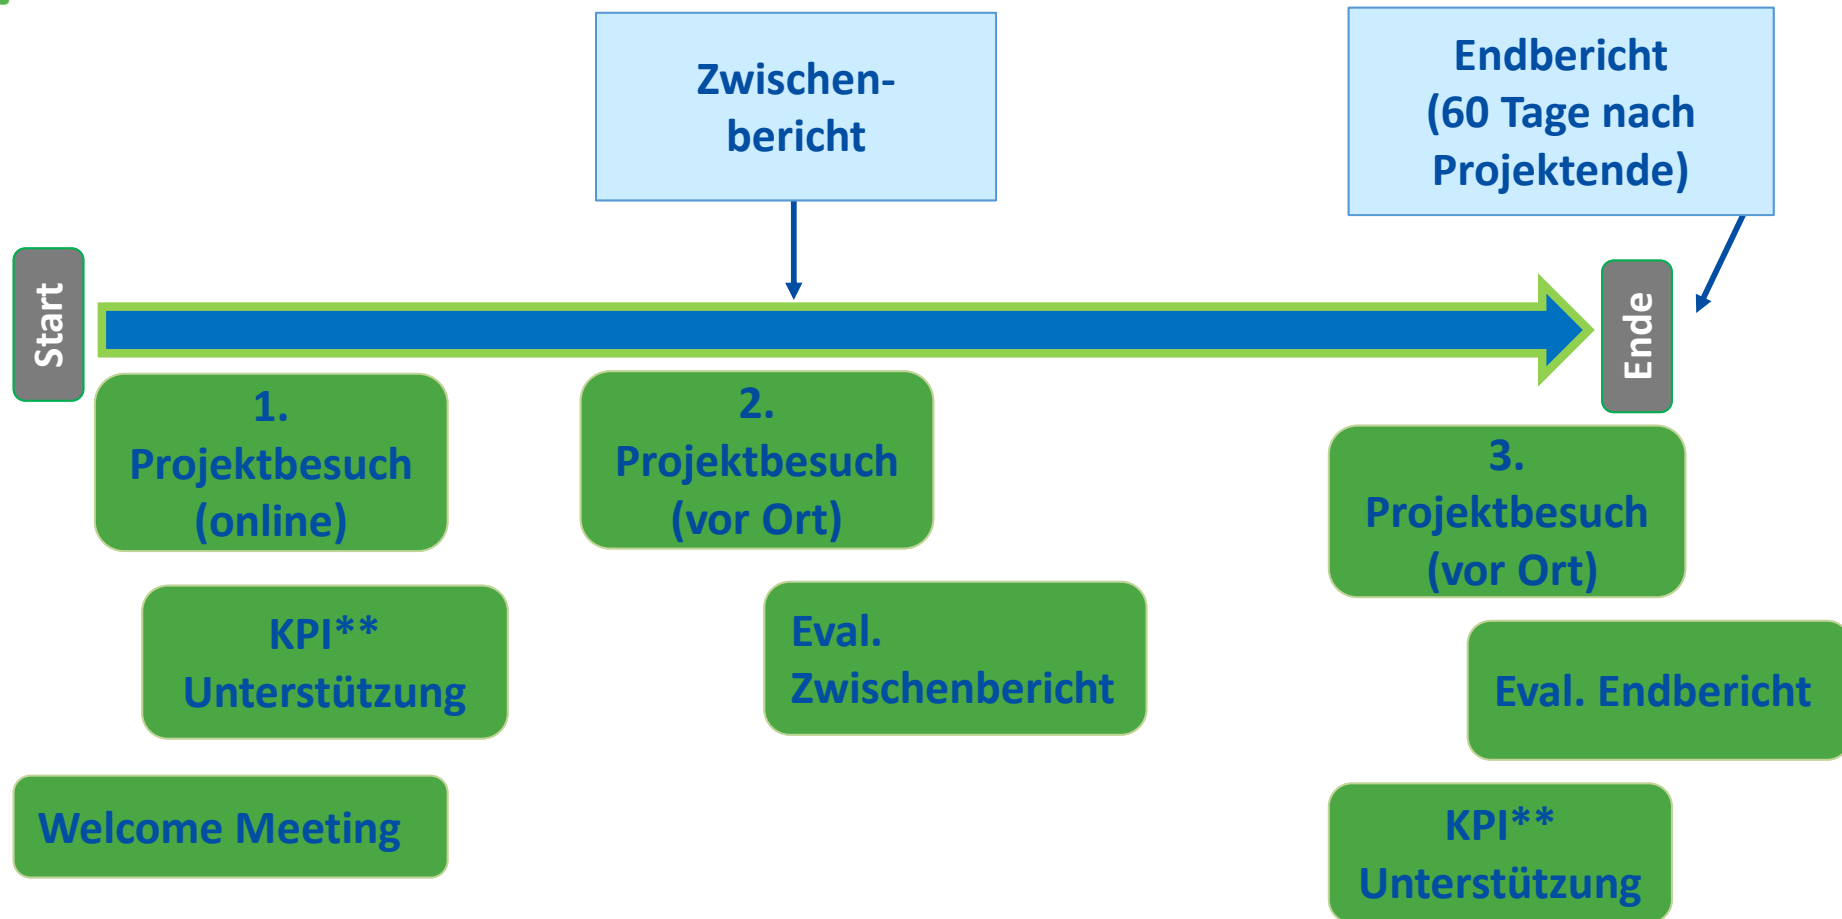 Zwischen-
bericht
Endbericht
(60 Tage nach
Projektende)
Start
Ende
1.
Projektbesuch
(online)
2.
Projektbesuch
(vor Ort)
3.
Projektbesuch
(vor Ort)
KPI**
Unterstützung
Eval.
Zwischenbericht
Eval. Endbericht
Welcome Meeting
KPI**
Unterstützung